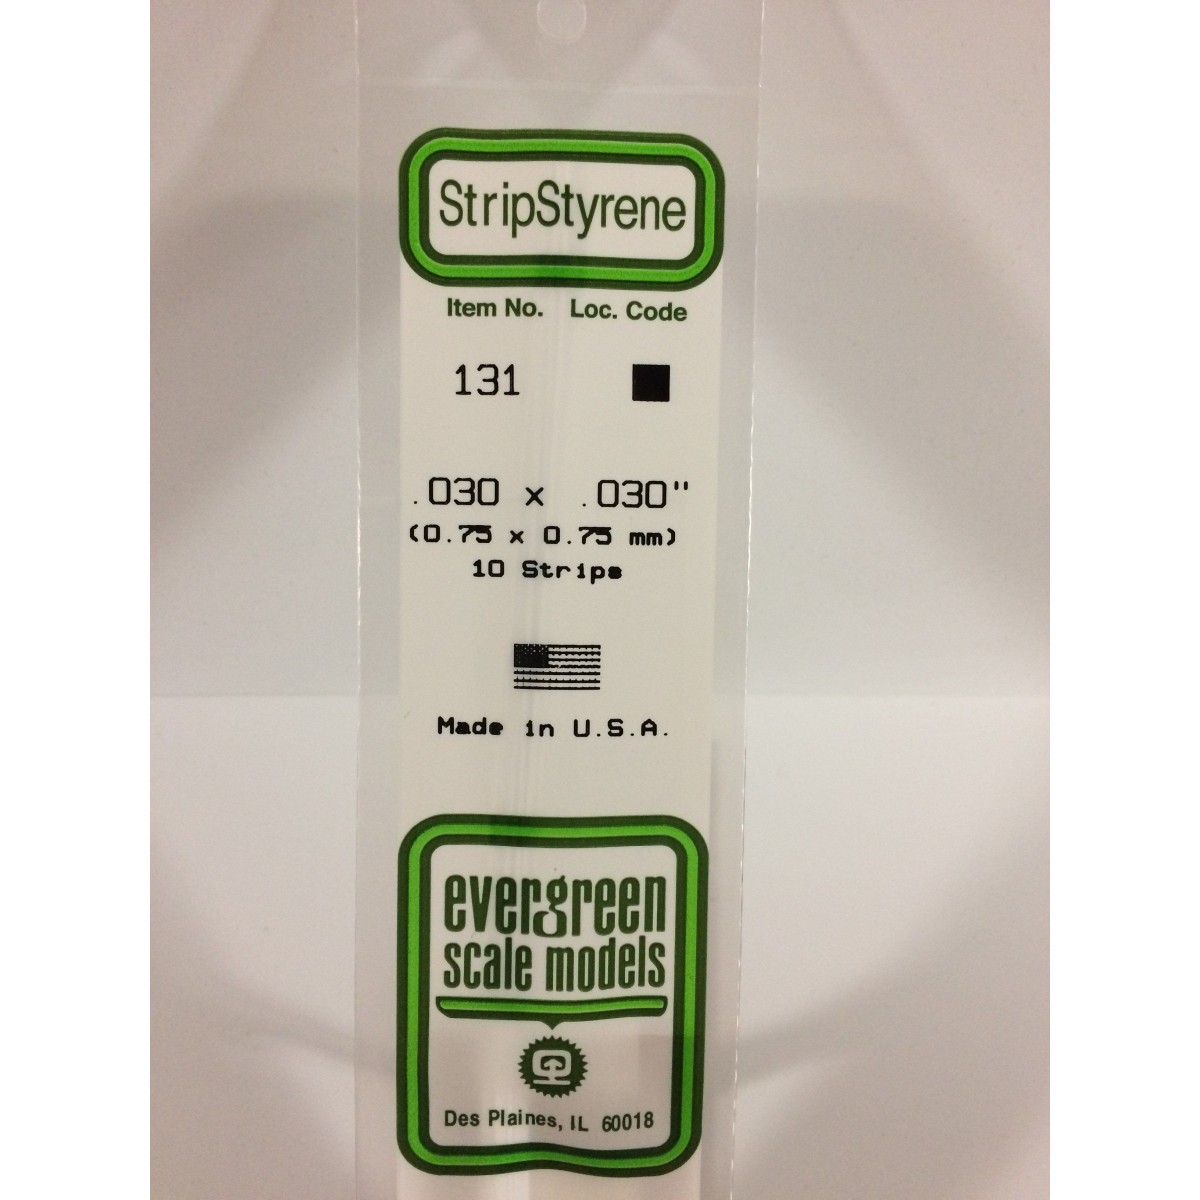 StripStyrene
Item No. Loc. Code
131
.030 x .030"
(0.75 x 0.75 mm)
10 Strips
Made in U.S.A.
evergreen
scale models
Des Plaines, IL 60018